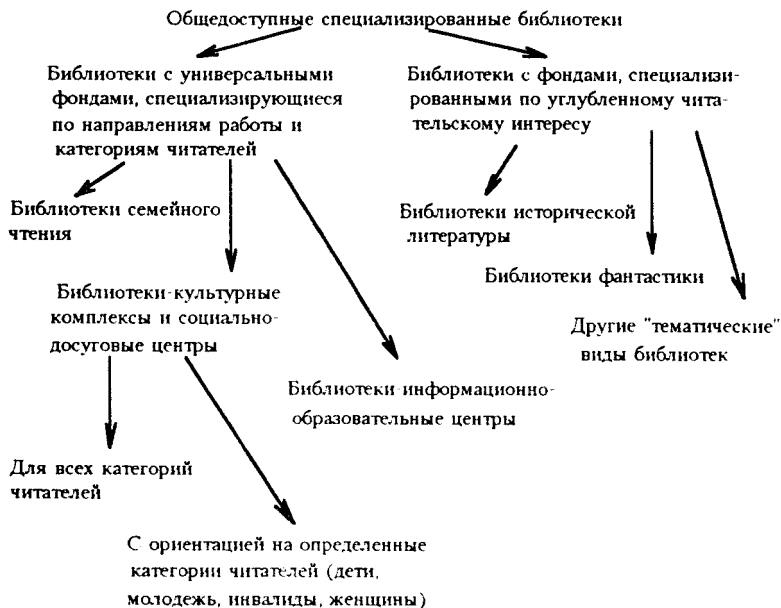 Общедоступные специализированные библиотеки
Библиотеки с универсальными
фондами, специализирующиеся
по направлениям работы и
категориям читателей
Библиотеки с фондами, специализи-
рованными по углубленному чита-
тельскому интересу
Библиотеки семейного
чтения
Библиотеки исторической
литературы
Библиотеки фантастики
Библиотеки-культурные
комплексы и социально-
досуговые центры
Другие "тематические"
виды библиотек
Библиотеки-информационно-
образовательные центры
Для всех категорий
читателей
С ориентацией на определенные
категории читателей (дети,
молодежь, инвалиды, женщины)